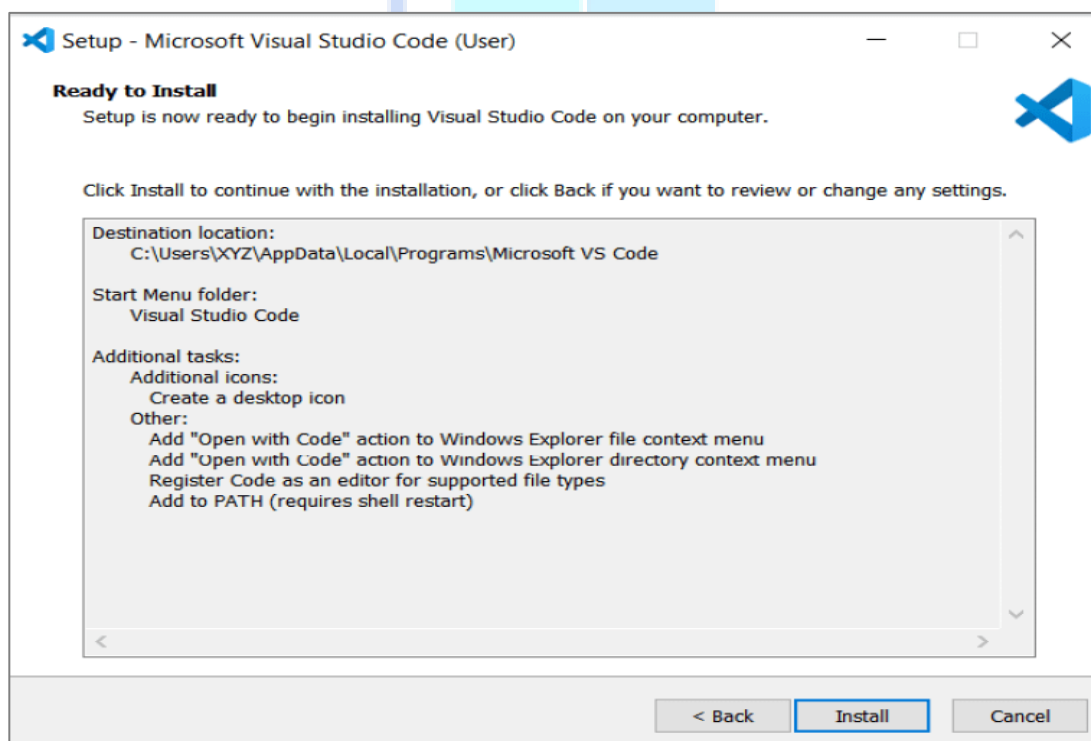 Setup - Microsoft Visual Studio Code (User)
Ready to Install
Setup is now ready to begin installing Visual Studio Code on your computer.
Click Install to continue with the installation, or click Back if you want to review or change any settings.
Destination location:
C:\Users\XYZ\AppData\Local\Programs\Microsoft VS Code
Start Menu folder:
Visual Studio Code
Additional tasks:
Additional icons:
Create a desktop icon
Other:
Add "Open with Code" action to Windows Explorer file context menu
Add "Open with Code" action to Windows Explorer directory context menu
Register Code as an editor for supported file types
Add to PATH (requires shell restart)
< Back Install Cancel